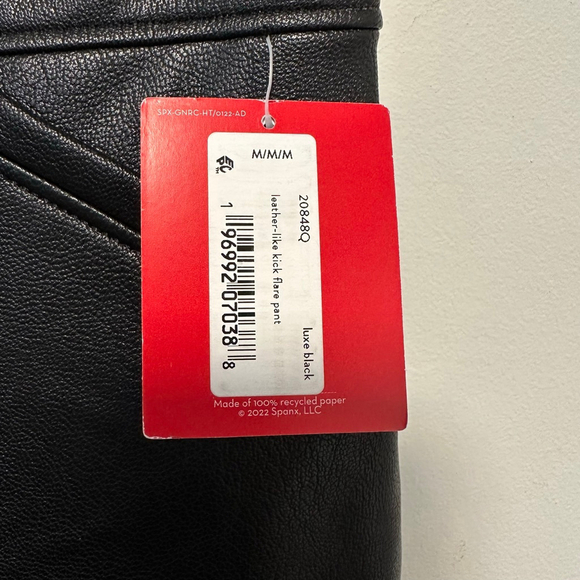 SPX-GNRC-HT/0122-AD
M/M/M
20848Q
luxe black
leather-like kick flare pant
1 96992 07038 8
Made of 100% recycled paper
© 2022 Spanx, LLC